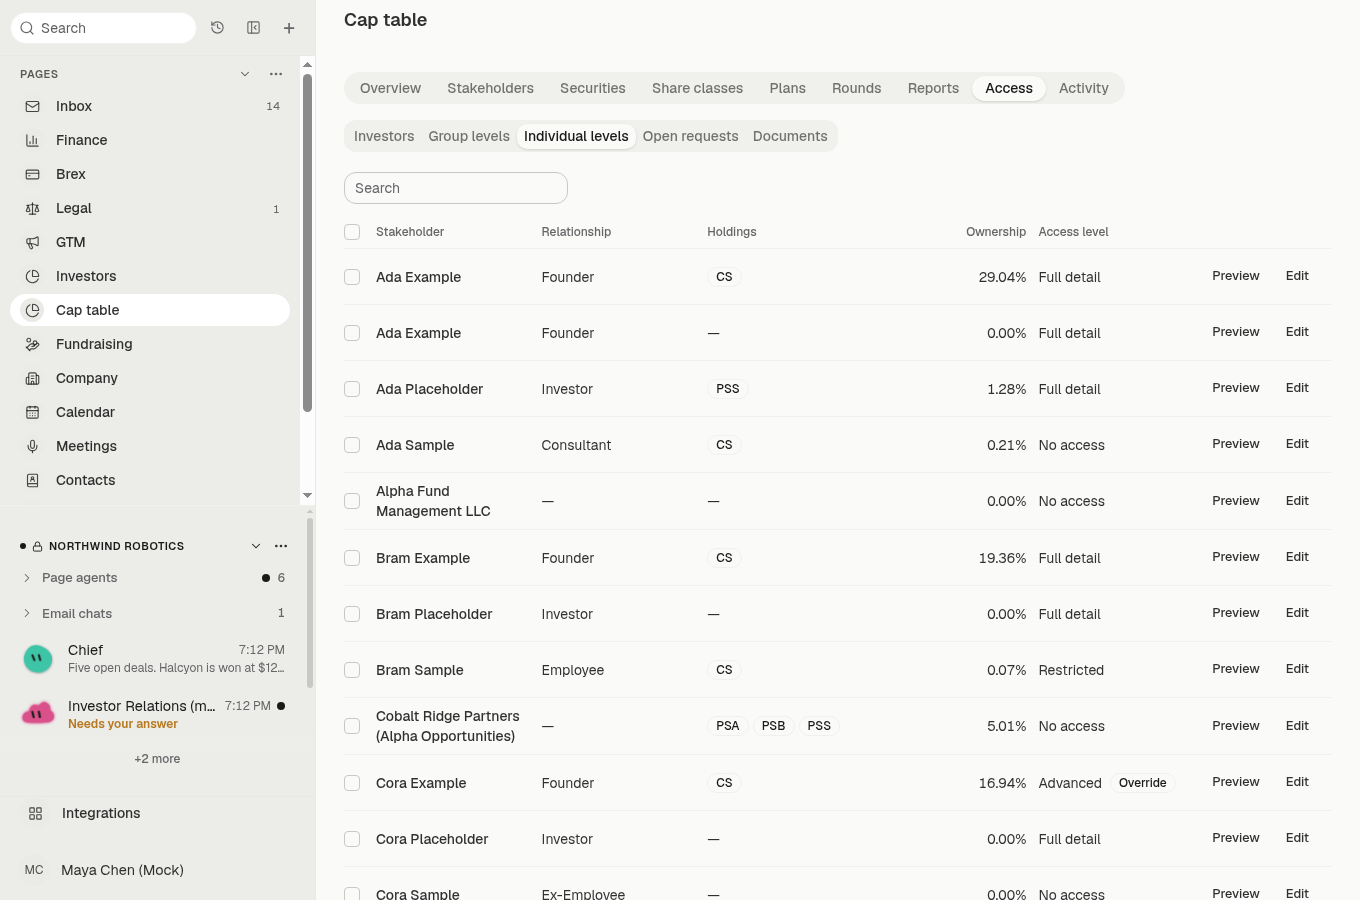 Search
PAGES
Inbox 14
Finance
Brex
Legal 1
GTM
Investors
Cap table
Fundraising
Company
Calendar
Meetings
Contacts
NORTHWIND ROBOTICS
Page agents 6
Email chats 1
Chief 7:12 PM
Five open deals. Halcyon is won at $12...
Investor Relations (m... 7:12 PM
Needs your answer
+2 more
Integrations
MC Maya Chen (Mock)
Cap table
Overview Stakeholders Securities Share classes Plans Rounds Reports Access Activity
Investors Group levels Individual levels Open requests Documents
Search
Stakeholder Relationship Holdings Ownership Access level
Ada Example Founder CS 29.04% Full detail Preview Edit
Ada Example Founder — 0.00% Full detail Preview Edit
Ada Placeholder Investor PSS 1.28% Full detail Preview Edit
Ada Sample Consultant CS 0.21% No access Preview Edit
Alpha Fund
Management LLC — — 0.00% No access Preview Edit
Bram Example Founder CS 19.36% Full detail Preview Edit
Bram Placeholder Investor — 0.00% Full detail Preview Edit
Bram Sample Employee CS 0.07% Restricted Preview Edit
Cobalt Ridge Partners
(Alpha Opportunities) — PSA PSB PSS 5.01% No access Preview Edit
Cora Example Founder CS 16.94% Advanced Override Preview Edit
Cora Placeholder Investor — 0.00% Full detail Preview Edit
Cora Sample Ex-Employee — 0.00% No access Preview Edit